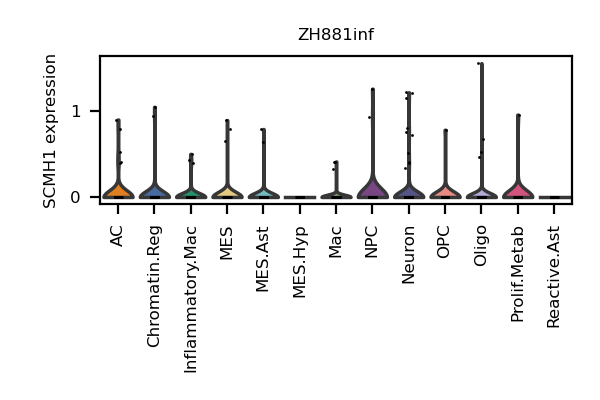 ZH881inf
SCMH1 expression
1
0
AC
Chromatin.Reg
Inflammatory.Mac
MES
MES.Ast
MES.Hyp
Mac
NPC
Neuron
OPC
Oligo
Prolif.Metab
Reactive.Ast